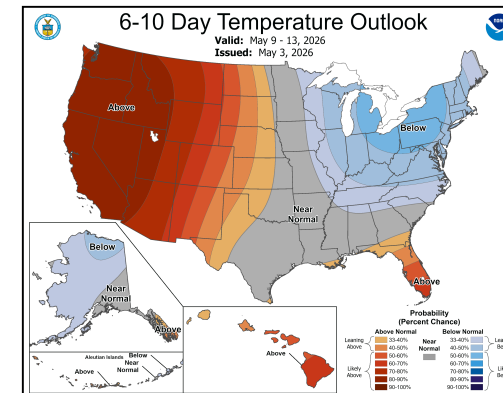 6-10 Day Temperature Outlook
Valid: May 9 - 13, 2026
Issued: May 3, 2026
Above
Below
Near
Normal
Above
Below
Near
Normal
Above
Aleutian Islands
Below
Near
Normal
Above
Above
Probability
(Percent Chance)
Above Normal
Below Normal
Leaning
Above
33-40%
40-50%
50-60%
60-70%
70-80%
80-90%
90-100%
Likely
Above
Near
Normal
33-40%
40-50%
50-60%
60-70%
70-80%
80-90%
90-100%